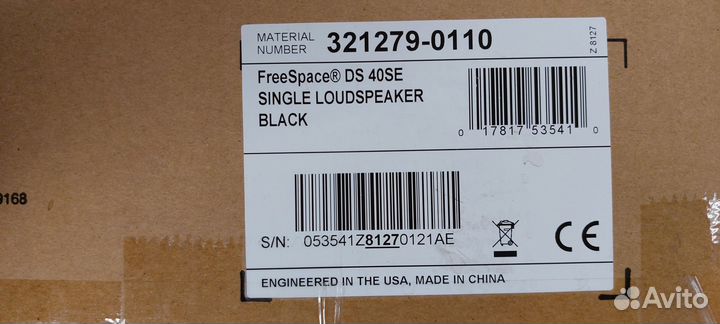 MATERIAL
NUMBER 321279-0110
Z 8127
FreeSpace® DS 40SE
SINGLE LOUDSPEAKER
BLACK
0 17817 53541 0
9168
S/N: 053541Z81270121AE
CE
ENGINEERED IN THE USA, MADE IN CHINA
Avito